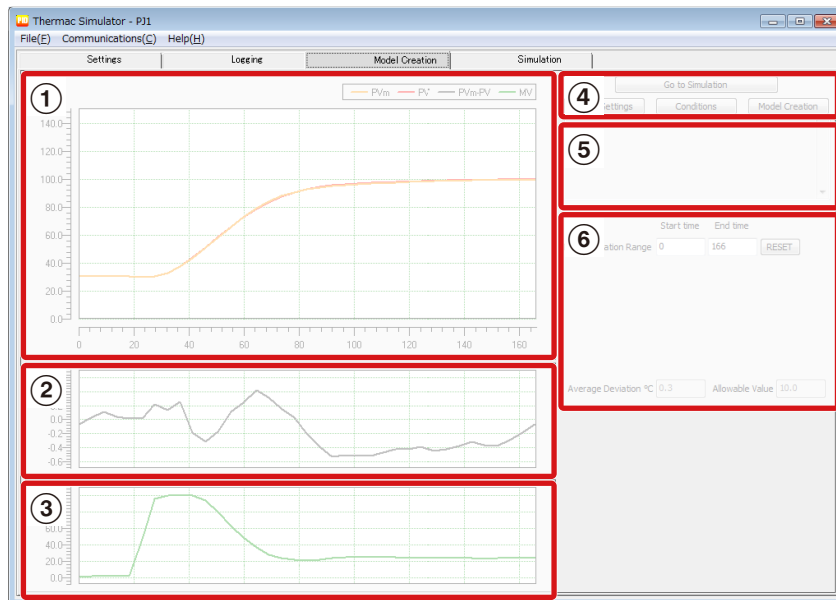 Thermac Simulator - PJ1
File(F) Communications(C) Help(H)
Settings Logging Model Creation Simulation
①
PVm PV PVm-PV MV
140.0
120.0
100.0
80.0
60.0
40.0
20.0
0.0
0 20 40 60 80 100 120 140 160
②
0.0
-0.2
-0.4
-0.6
③
60.0
40.0
20.0
0.0
④
Go to Simulation
ettings Conditions Model Creation
⑤
⑥
Start time End time
ation Range 0 166 RESET
Average Deviation ºC 0.3 Allowable Value 10.0